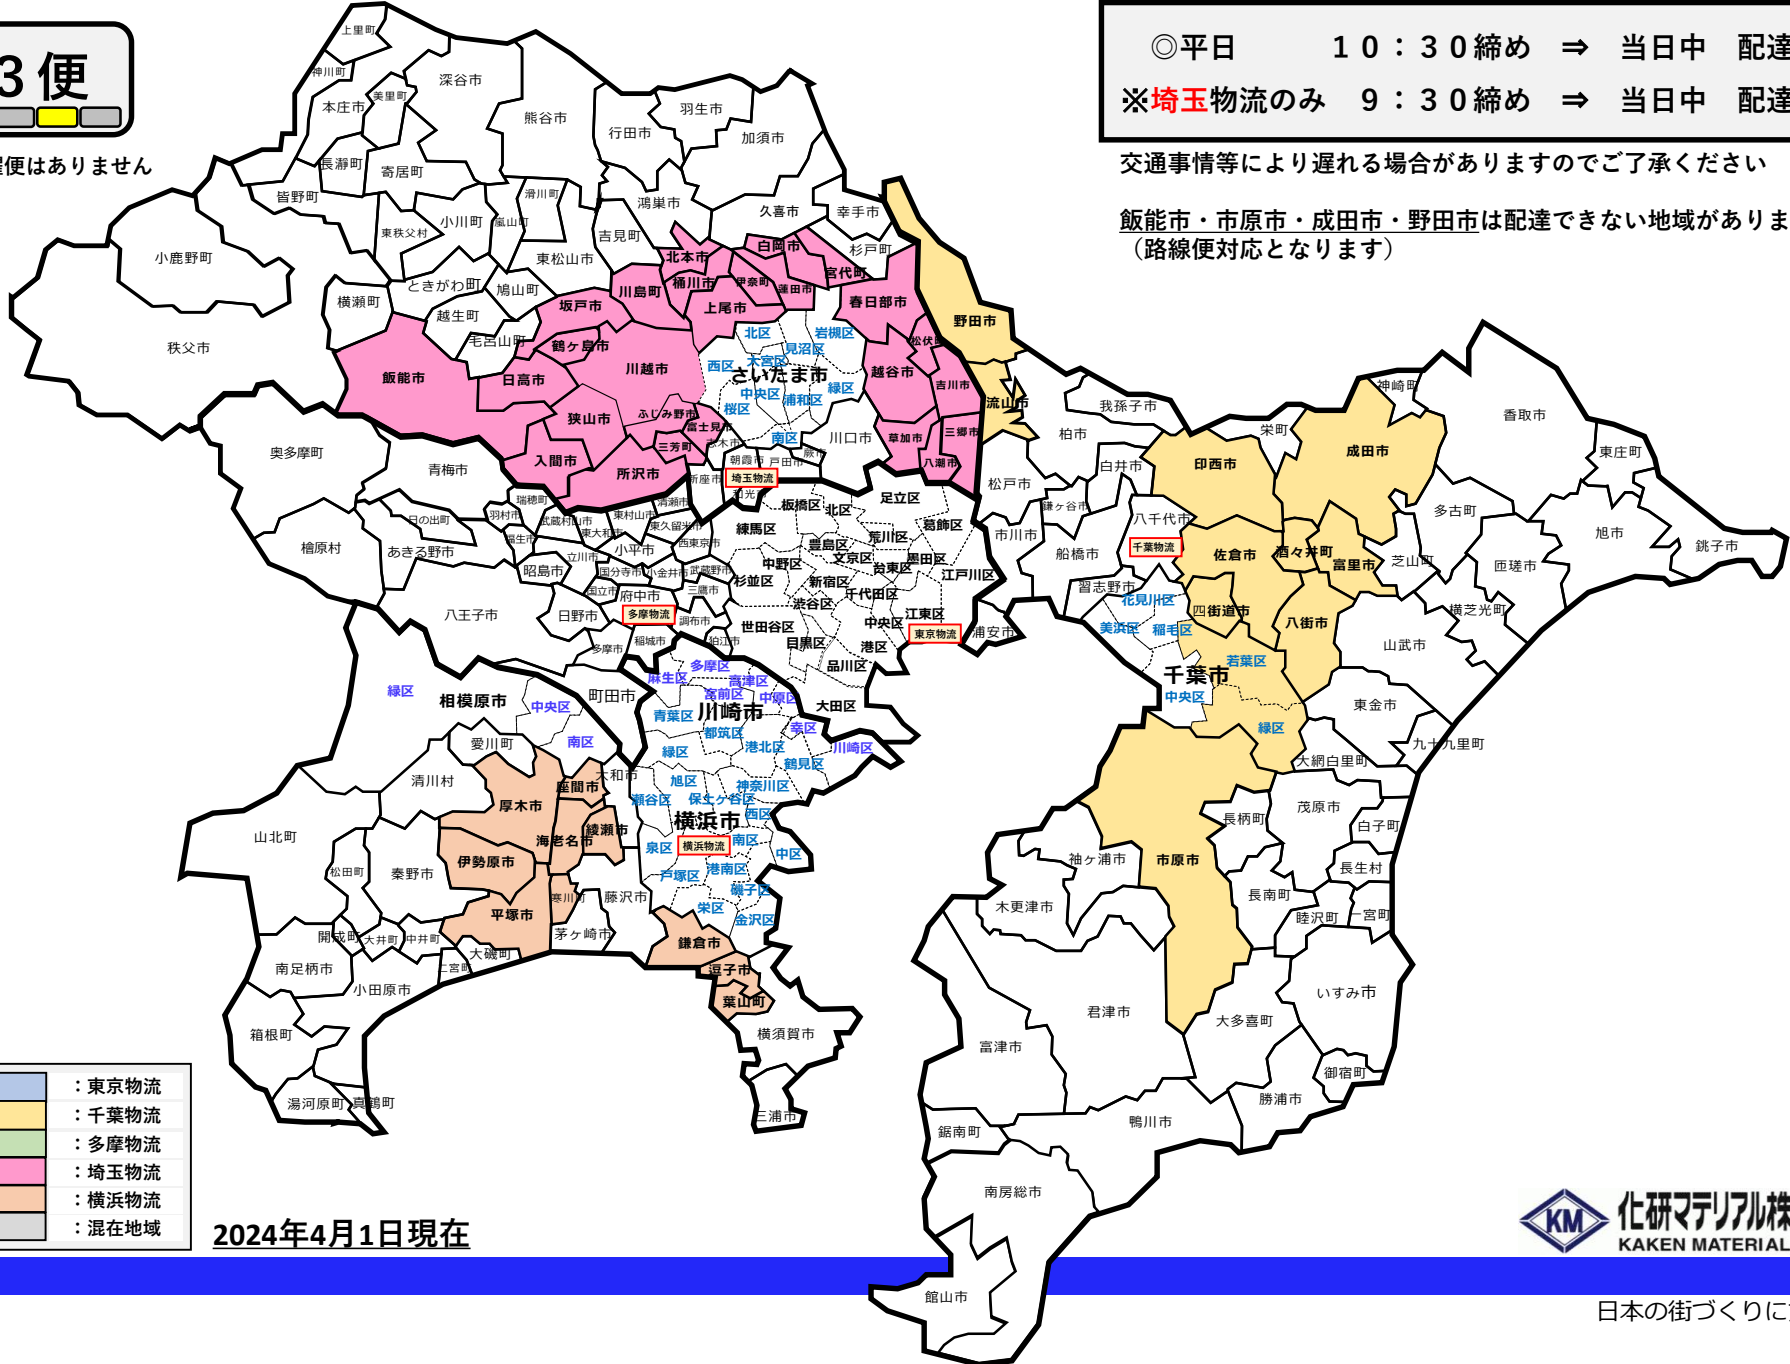 3便
曜便はありません
◎平日　　　10：30締め　⇒　当日中　配達
※埼玉物流のみ　9：30締め　⇒　当日中　配達
交通事情等により遅れる場合がありますのでご了承ください
飯能市・市原市・成田市・野田市は配達できない地域がありま
（路線便対応となります）
上里町
神川町
本庄市
美里町
深谷市
熊谷市
行田市
羽生市
加須市
長瀞町
寄居町
皆野町
小川町
嵐山町
滑川町
東秩父村
鴻巣市
久喜市
幸手市
杉戸町
吉見町
東松山市
小鹿野町
ときがわ町
鳩山町
横瀬町
越生町
毛呂山町
秩父市
北本市
白岡市
宮代町
桶川市
伊奈町
蓮田市
川島町
坂戸市
上尾市
春日部市
野田市
鶴ヶ島市
川越市
日高市
飯能市
狭山市
ふじみ野市
富士見市
三芳町
入間市
所沢市
北区
岩槻区
見沼区
大宮区
西区
さいたま市
中央区
緑区
桜区
浦和区
南区
川口市
越谷市
松伏町
吉川市
草加市
三郷市
八潮市
流山市
志木市
朝霞市
戸田市
蕨市
新座市
和光市
埼玉物流
奥多摩町
青梅市
瑞穂町
羽村市
武蔵村山市
東村山市
清瀬市
東久留米市
東大和市
日の出町
福生市
檜原村
あきる野市
昭島市
立川市
小平市
西東京市
国分寺市
小金井市
武蔵野市
国立市
府中市
三鷹市
八王子市
日野市
多摩物流
調布市
多摩市
稲城市
狛江市
町田市
板橋区
足立区
北区
練馬区
荒川区
葛飾区
豊島区
文京区
墨田区
中野区
台東区
杉並区
新宿区
千代田区
江戸川区
渋谷区
江東区
中央区
世田谷区
目黒区
港区
品川区
大田区
東京物流
浦安市
我孫子市
柏市
白井市
松戸市
鎌ヶ谷市
市川市
船橋市
八千代市
千葉物流
習志野市
花見川区
美浜区
稲毛区
若葉区
千葉市
中央区
緑区
栄町
印西市
成田市
神崎町
香取市
東庄町
多古町
旭市
銚子市
匝瑳市
芝山町
横芝光町
佐倉市
酒々井町
富里市
四街道市
八街市
山武市
東金市
九十九里町
大網白里町
茂原市
長柄町
白子町
長生村
長南町
睦沢町
一宮町
市原市
袖ヶ浦市
木更津市
君津市
富津市
大多喜町
いすみ市
御宿町
勝浦市
鴨川市
鋸南町
南房総市
館山市
緑区
相模原市
中央区
南区
愛川町
清川村
山北町
厚木市
座間市
大和市
海老名市
綾瀬市
伊勢原市
秦野市
松田町
寒川町
藤沢市
平塚市
茅ヶ崎市
開成町
大井町
中井町
大磯町
二宮町
南足柄市
小田原市
箱根町
湯河原町
真鶴町
多摩区
麻生区
高津区
宮前区
中原区
川崎市
幸区
川崎区
青葉区
都筑区
港北区
緑区
鶴見区
旭区
神奈川区
瀬谷区
保土ヶ谷区
西区
横浜市
泉区
横浜物流
南区
中区
戸塚区
港南区
磯子区
栄区
金沢区
鎌倉市
逗子市
葉山町
横須賀市
三浦市
：東京物流
：千葉物流
：多摩物流
：埼玉物流
：横浜物流
：混在地域
2024年4月1日現在
KM 化研マテリアル株
KAKEN MATERIAL
日本の街づくりに